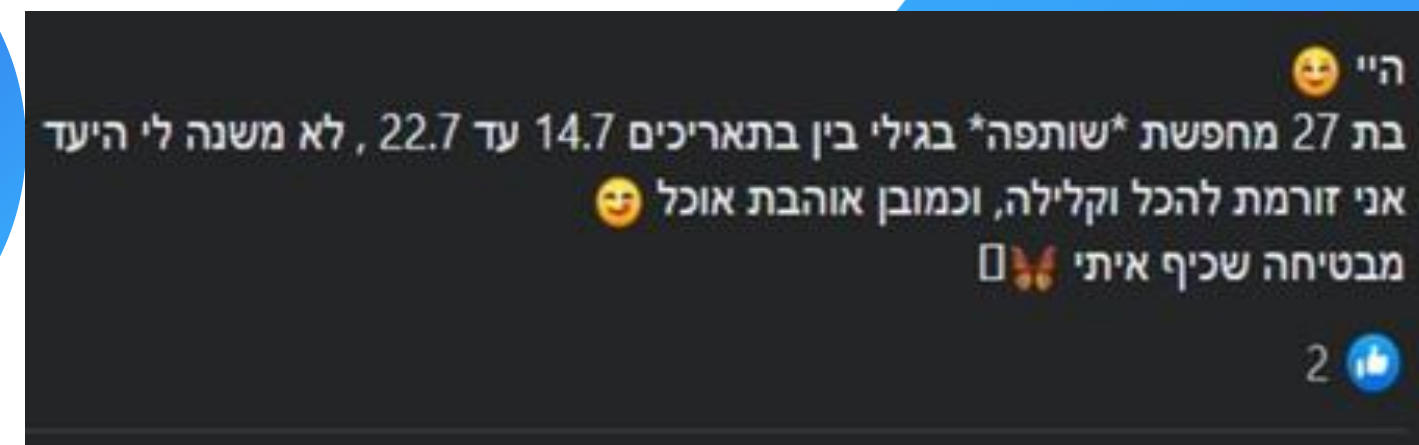 היי 😊
בת 27 מחפשת *שותפה* בגילי בין בתאריכים 14.7 עד 22.7 , לא משנה לי היעד
אני זורמת להכל וקלילה, וכמובן אוהבת אוכל 😋
מבטיחה שכיף איתי 🦋
2